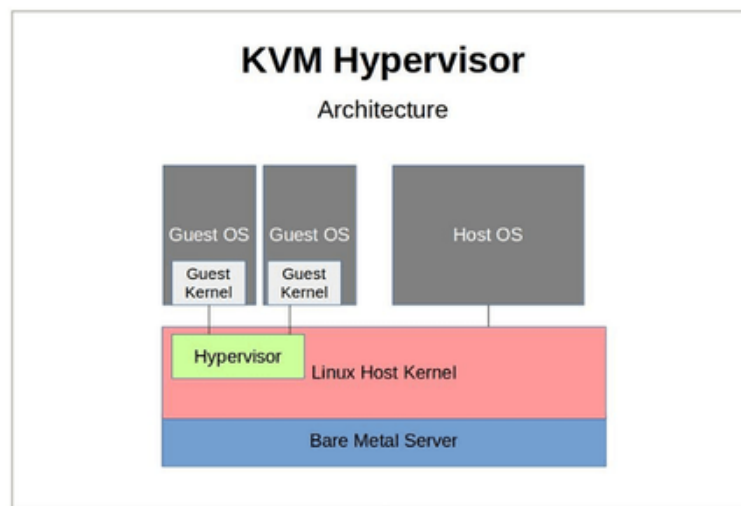 KVM Hypervisor
Architecture
Guest OS
Guest
Kernel
Guest OS
Guest
Kernel
Host OS
Hypervisor
Linux Host Kernel
Bare Metal Server